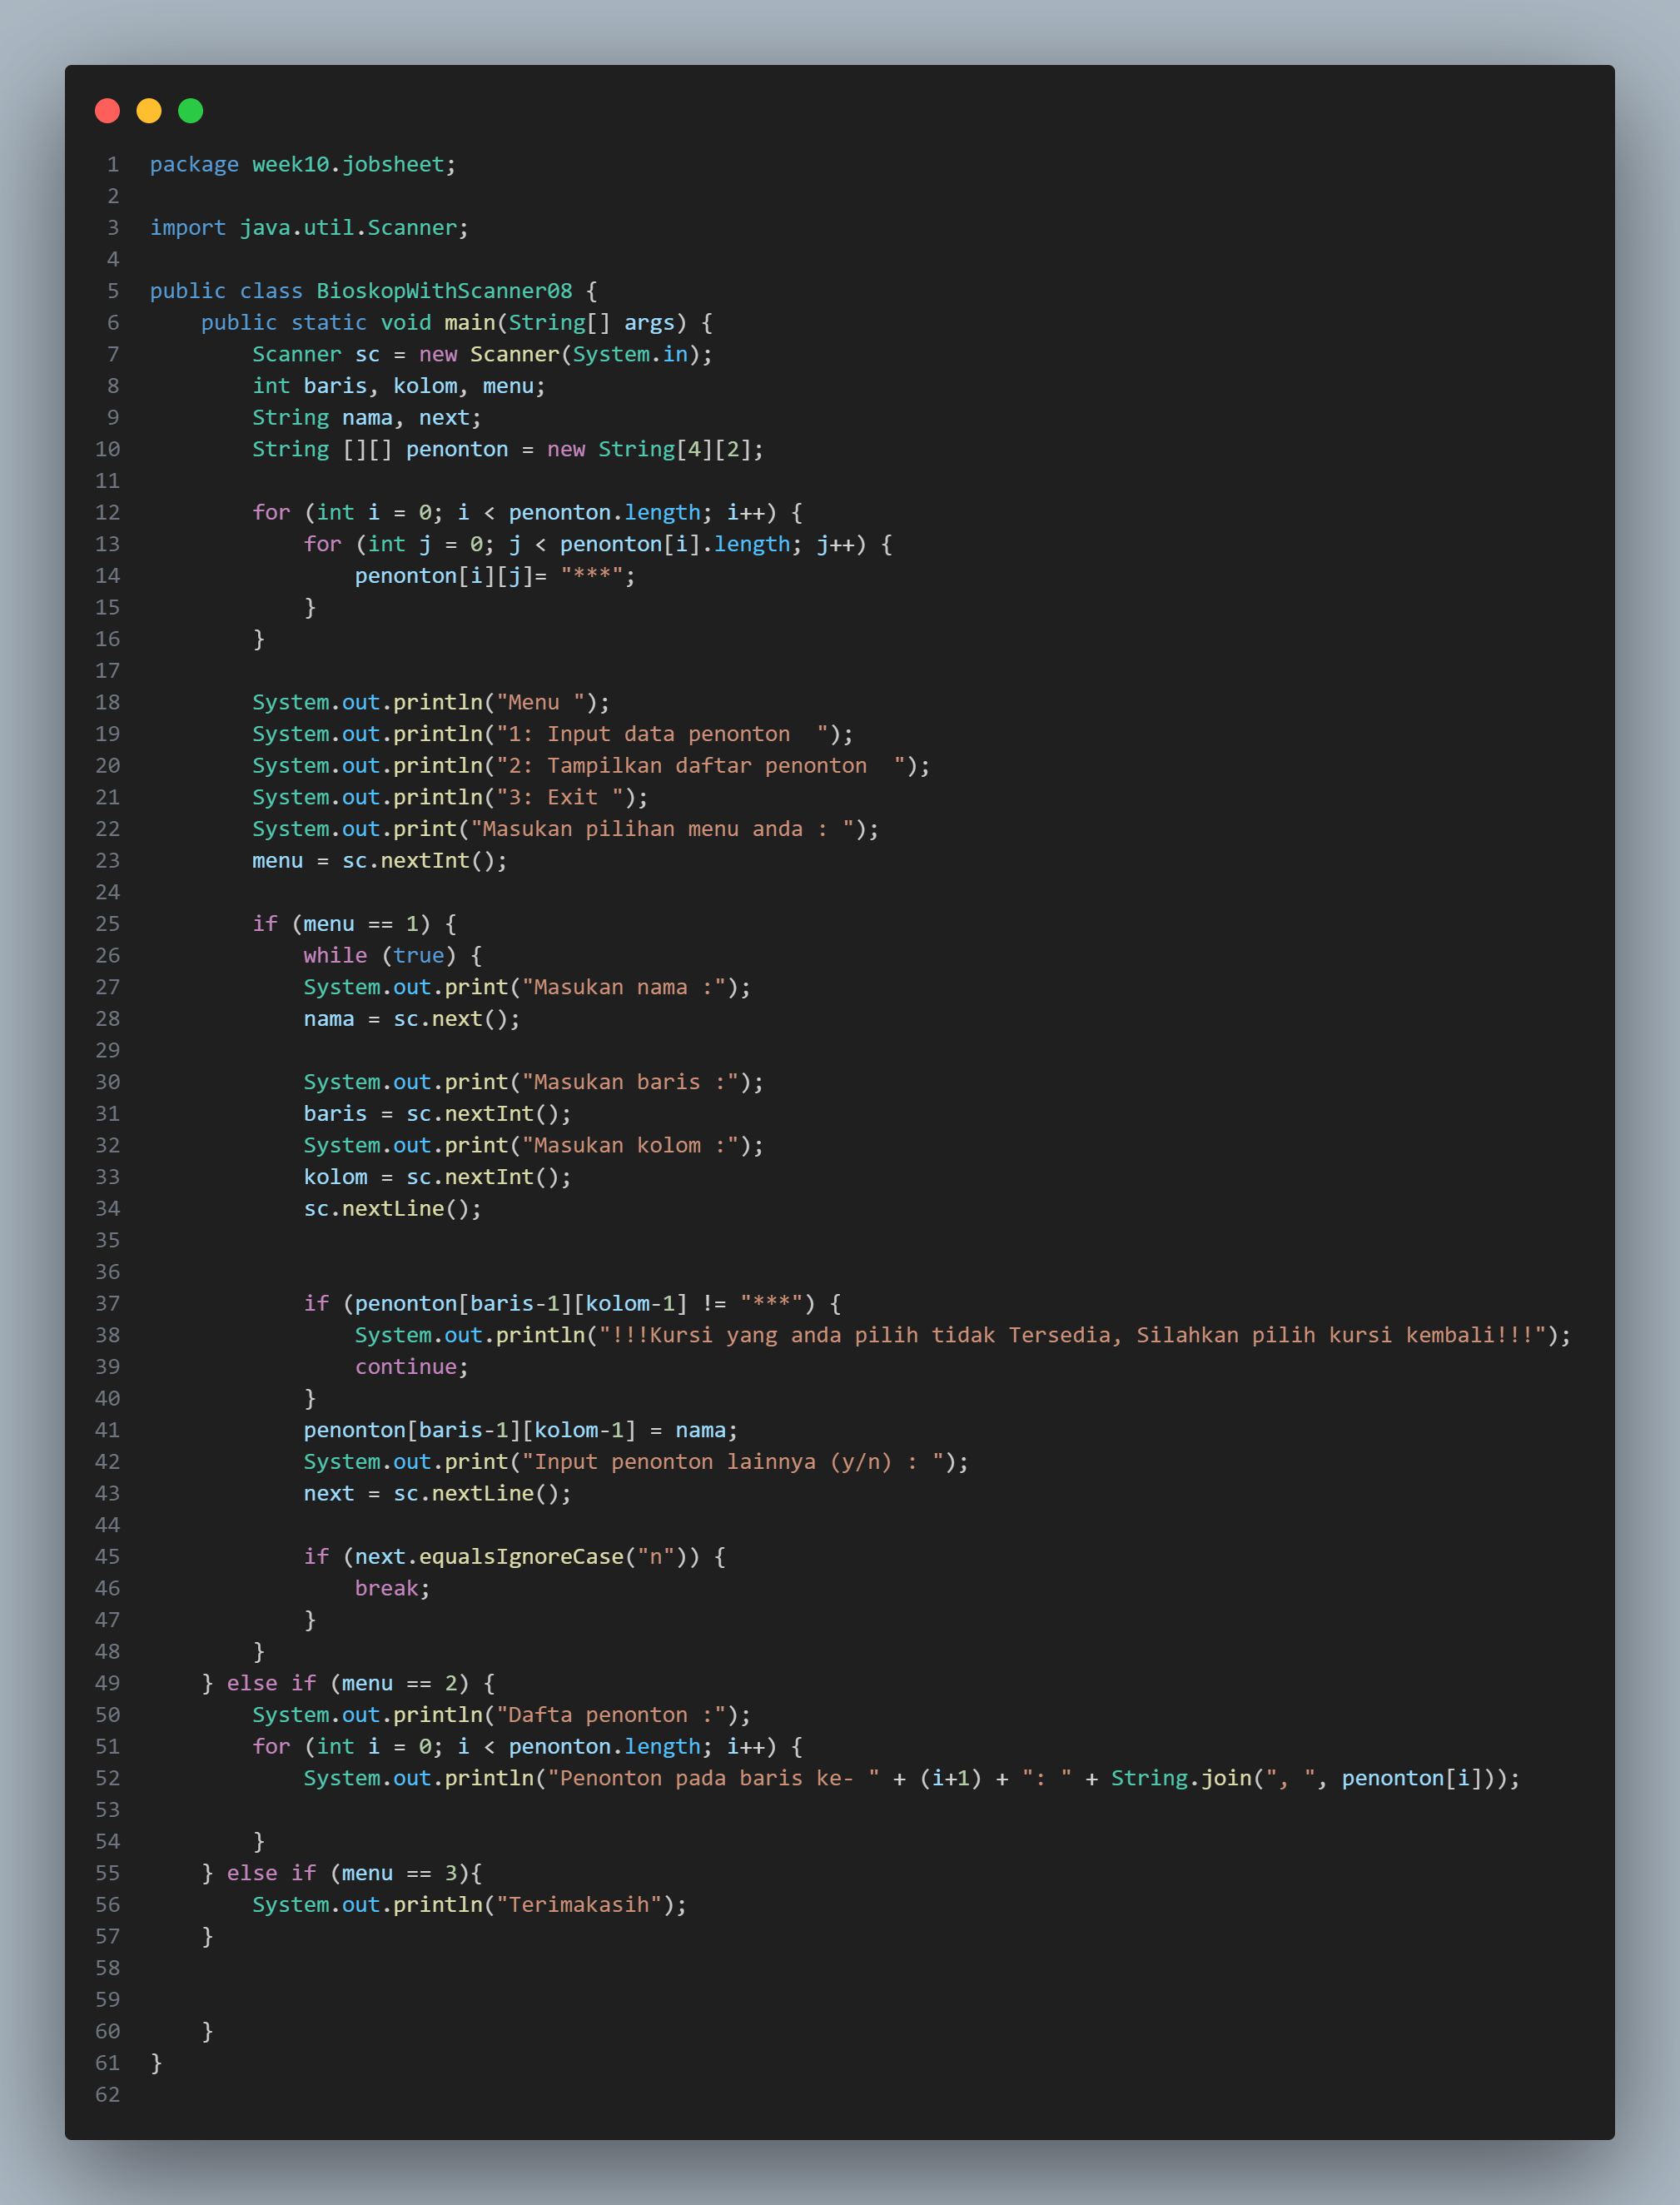 1 package week10.jobsheet;
2
3 import java.util.Scanner;
4
5 public class BioskopWithScanner08 {
6     public static void main(String[] args) {
7         Scanner sc = new Scanner(System.in);
8         int baris, kolom, menu;
9         String nama, next;
10         String [][] penonton = new String[4][2];
11
12         for (int i = 0; i < penonton.length; i++) {
13             for (int j = 0; j < penonton[i].length; j++) {
14                 penonton[i][j]= "***";
15             }
16         }
17
18         System.out.println("Menu ");
19         System.out.println("1: Input data penonton  ");
20         System.out.println("2: Tampilkan daftar penonton  ");
21         System.out.println("3: Exit ");
22         System.out.print("Masukan pilihan menu anda : ");
23         menu = sc.nextInt();
24
25         if (menu == 1) {
26             while (true) {
27             System.out.print("Masukan nama :");
28             nama = sc.next();
29
30             System.out.print("Masukan baris :");
31             baris = sc.nextInt();
32             System.out.print("Masukan kolom :");
33             kolom = sc.nextInt();
34             sc.nextLine();
35
36
37             if (penonton[baris-1][kolom-1] != "***") {
38                 System.out.println("!!!Kursi yang anda pilih tidak Tersedia, Silahkan pilih kursi kembali!!!");
39                 continue;
40             }
41             penonton[baris-1][kolom-1] = nama;
42             System.out.print("Input penonton lainnya (y/n) : ");
43             next = sc.nextLine();
44
45             if (next.equalsIgnoreCase("n")) {
46                 break;
47             }
48         }
49     } else if (menu == 2) {
50         System.out.println("Dafta penonton :");
51         for (int i = 0; i < penonton.length; i++) {
52             System.out.println("Penonton pada baris ke- " + (i+1) + ": " + String.join(", ", penonton[i]));
53
54         }
55     } else if (menu == 3){
56         System.out.println("Terimakasih");
57     }
58
59
60     }
61 }
62